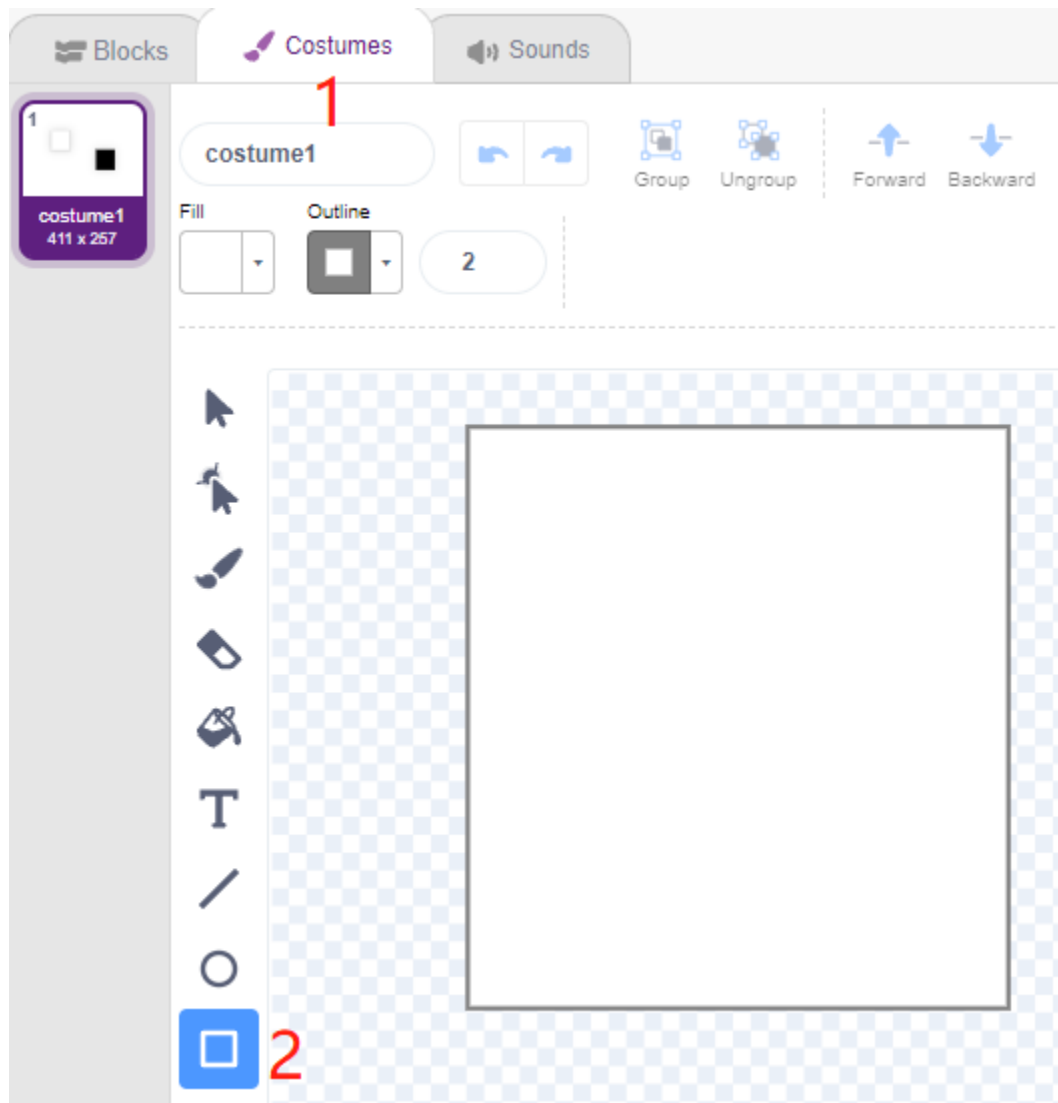 Blocks
Costumes
Sounds
1
1
costume1
411 x 257
costume1
Group
Ungroup
Forward
Backward
Fill
Outline
2
T
2